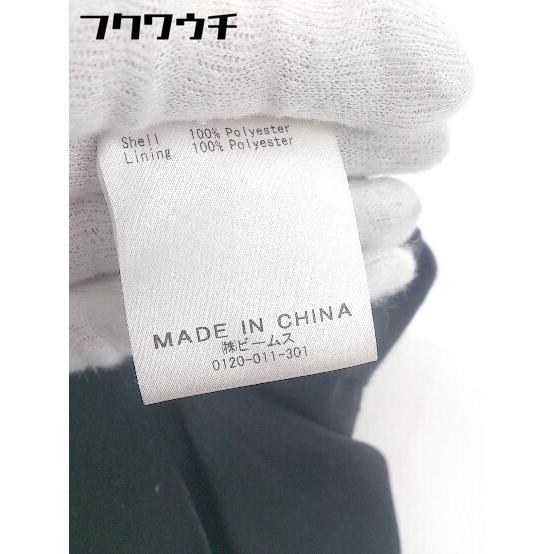 フクワウチ
Shell 100% Polyester
Lining 100% Polyester
MADE IN CHINA
㈱ビームス
0120-011-301